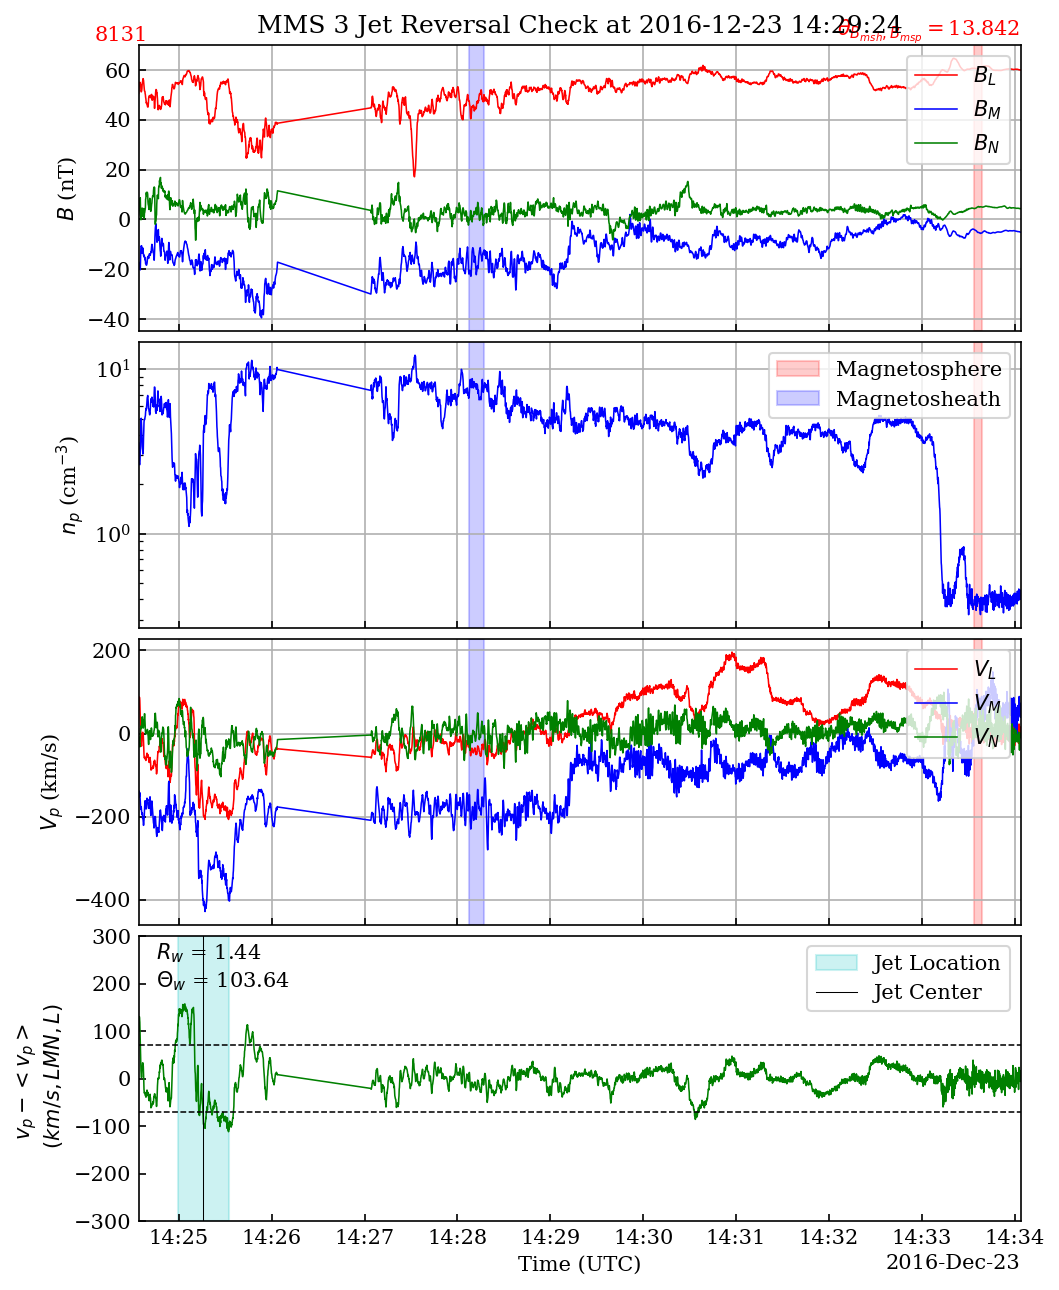 8131
MMS 3 Jet Reversal Check at 2016-12-23 14:29:24
B_{msh}, B_{msp} = 13.842
60
40
20
0
−20
−40
B (nT)
B_L
B_M
B_N
10^1
10^0
n_p (cm^{−3})
Magnetosphere
Magnetosheath
200
0
−200
−400
V_p (km/s)
V_L
V_M
V_N
300
200
100
0
−100
−200
−300
v_p − < v_p >
(km/s, LMN, L)
R_w = 1.44
Θ_w = 103.64
Jet Location
Jet Center
14:25 14:26 14:27 14:28 14:29 14:30 14:31 14:32 14:33 14:34
Time (UTC)
2016-Dec-23